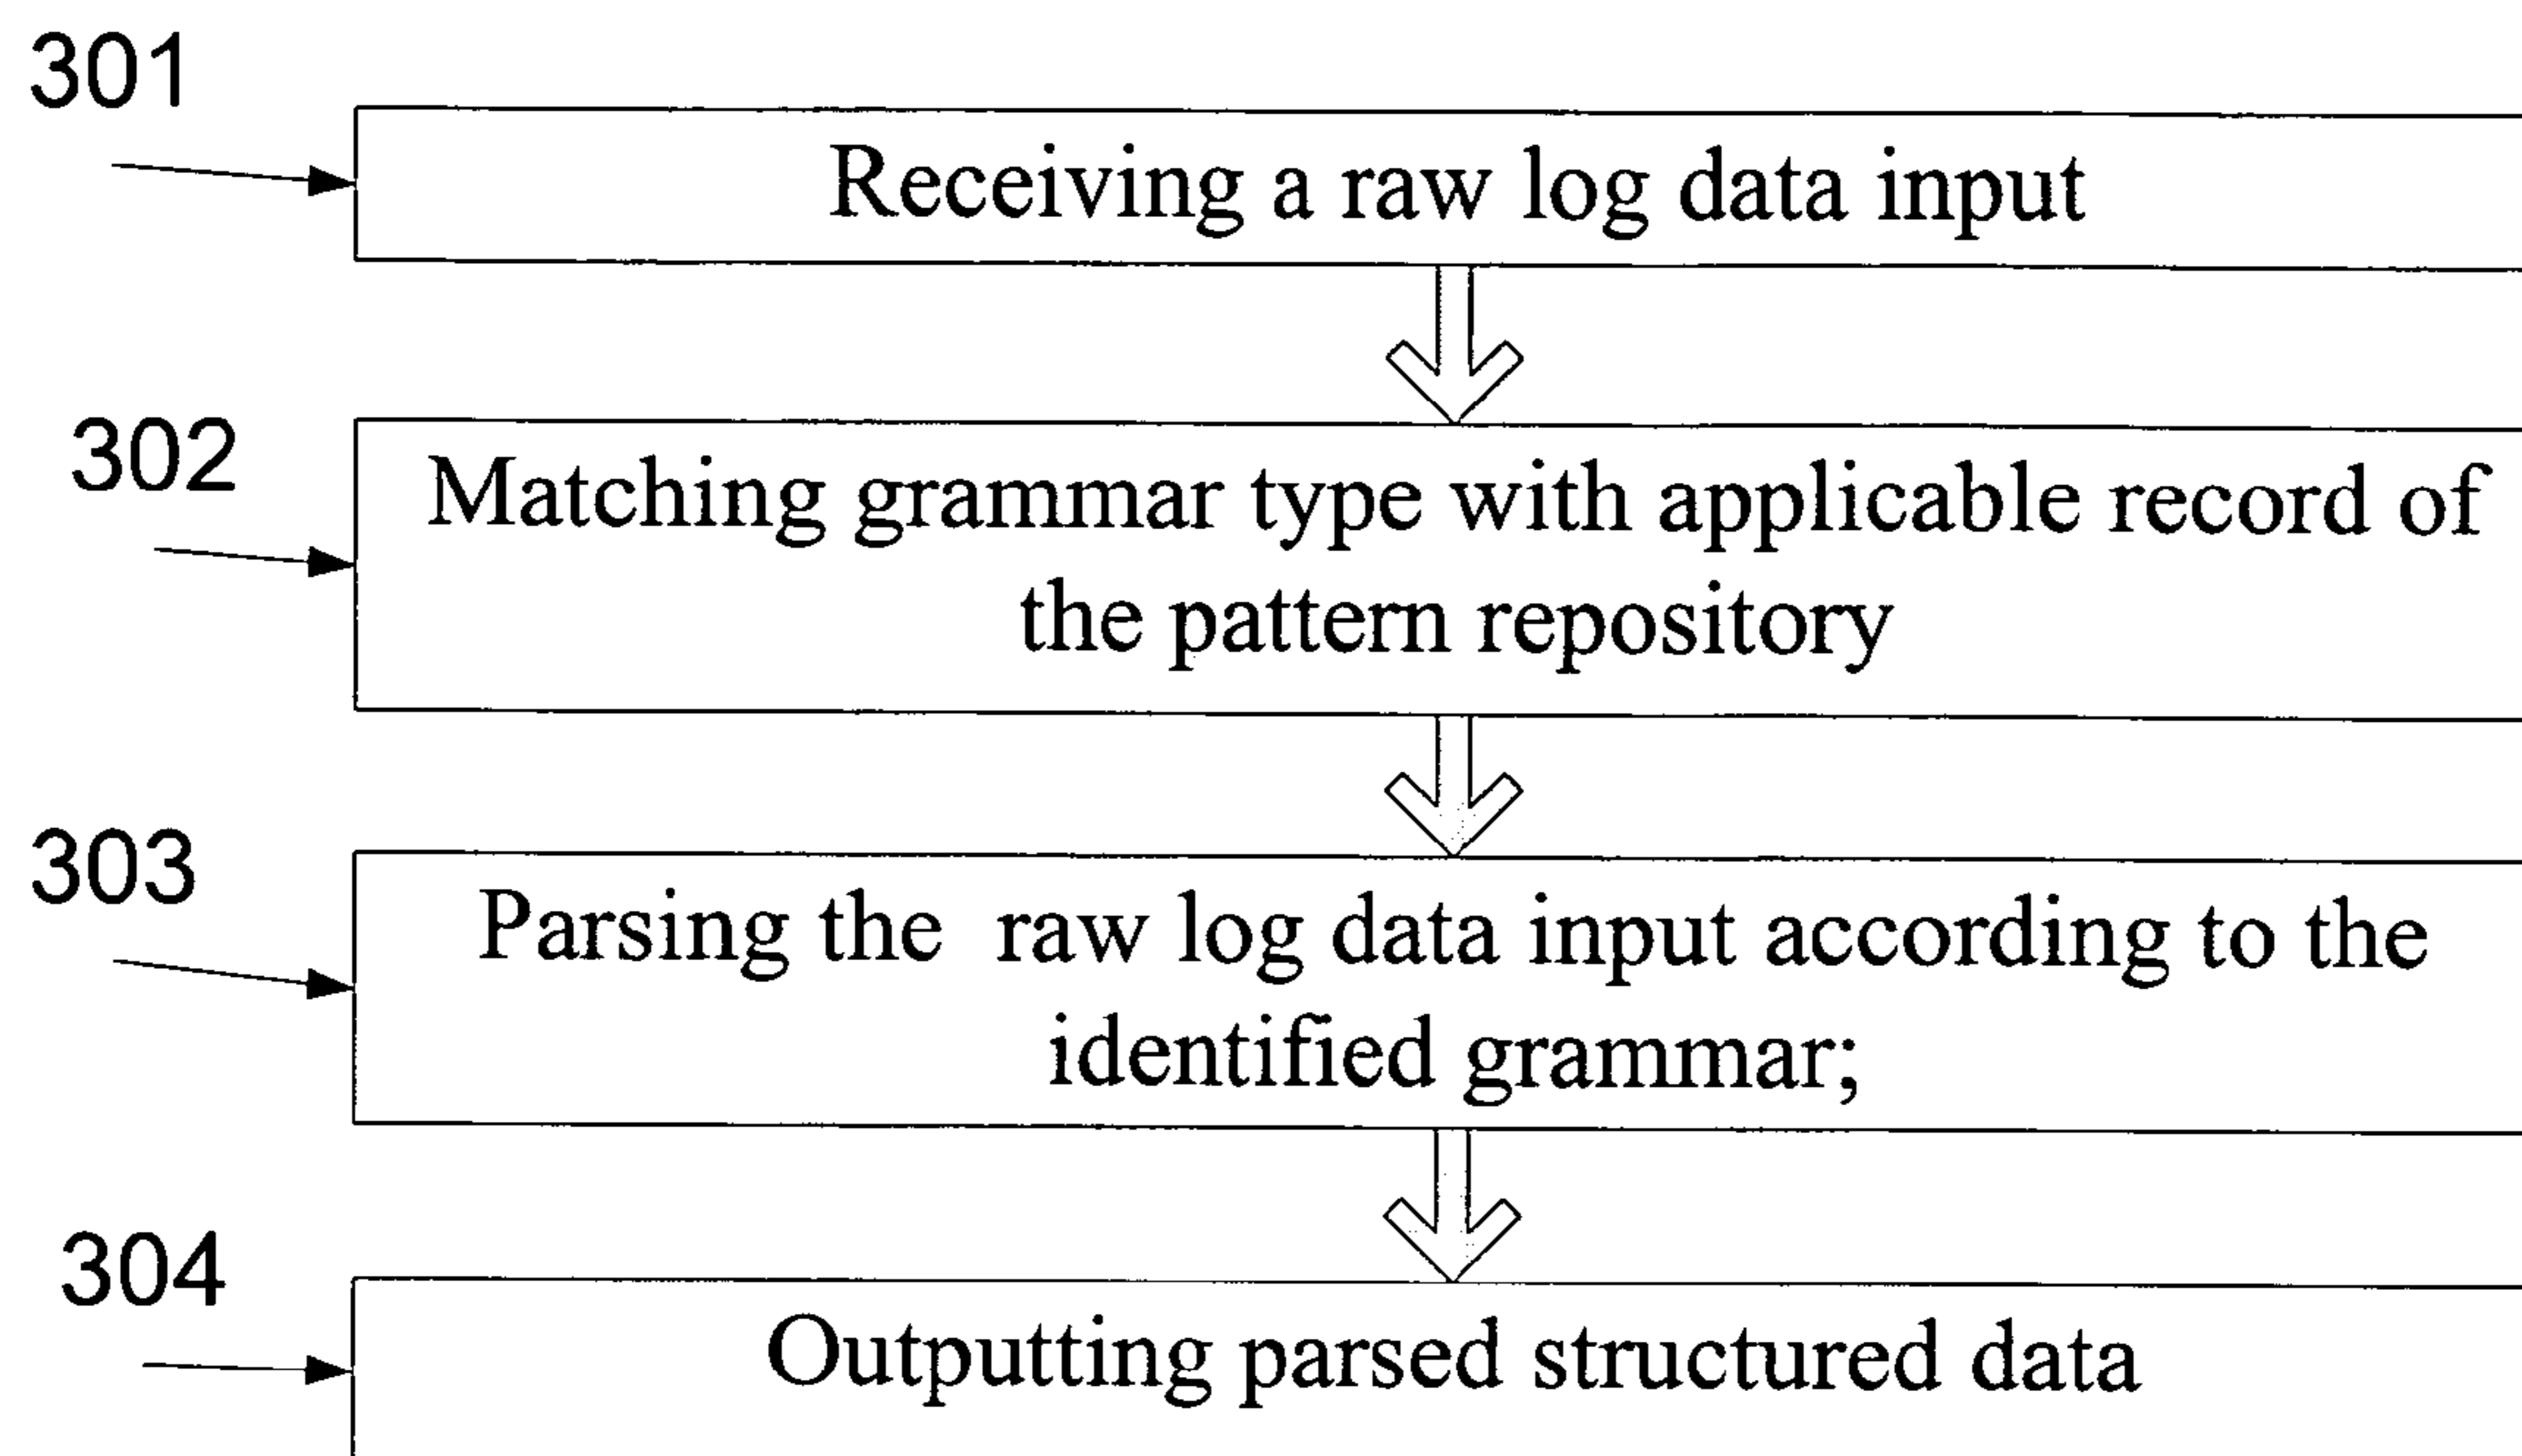 301
Receiving a raw log data input
302
Matching grammar type with applicable record of
the pattern repository
303
Parsing the  raw log data input according to the
identified grammar;
304
Outputting parsed structured data